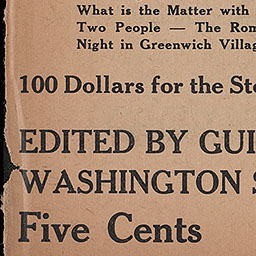 What is the Matter with
Two People — The Rom
Night in Greenwich Villag
100 Dollars for the Sto
EDITED BY GUI
WASHINGTON S
Five Cents